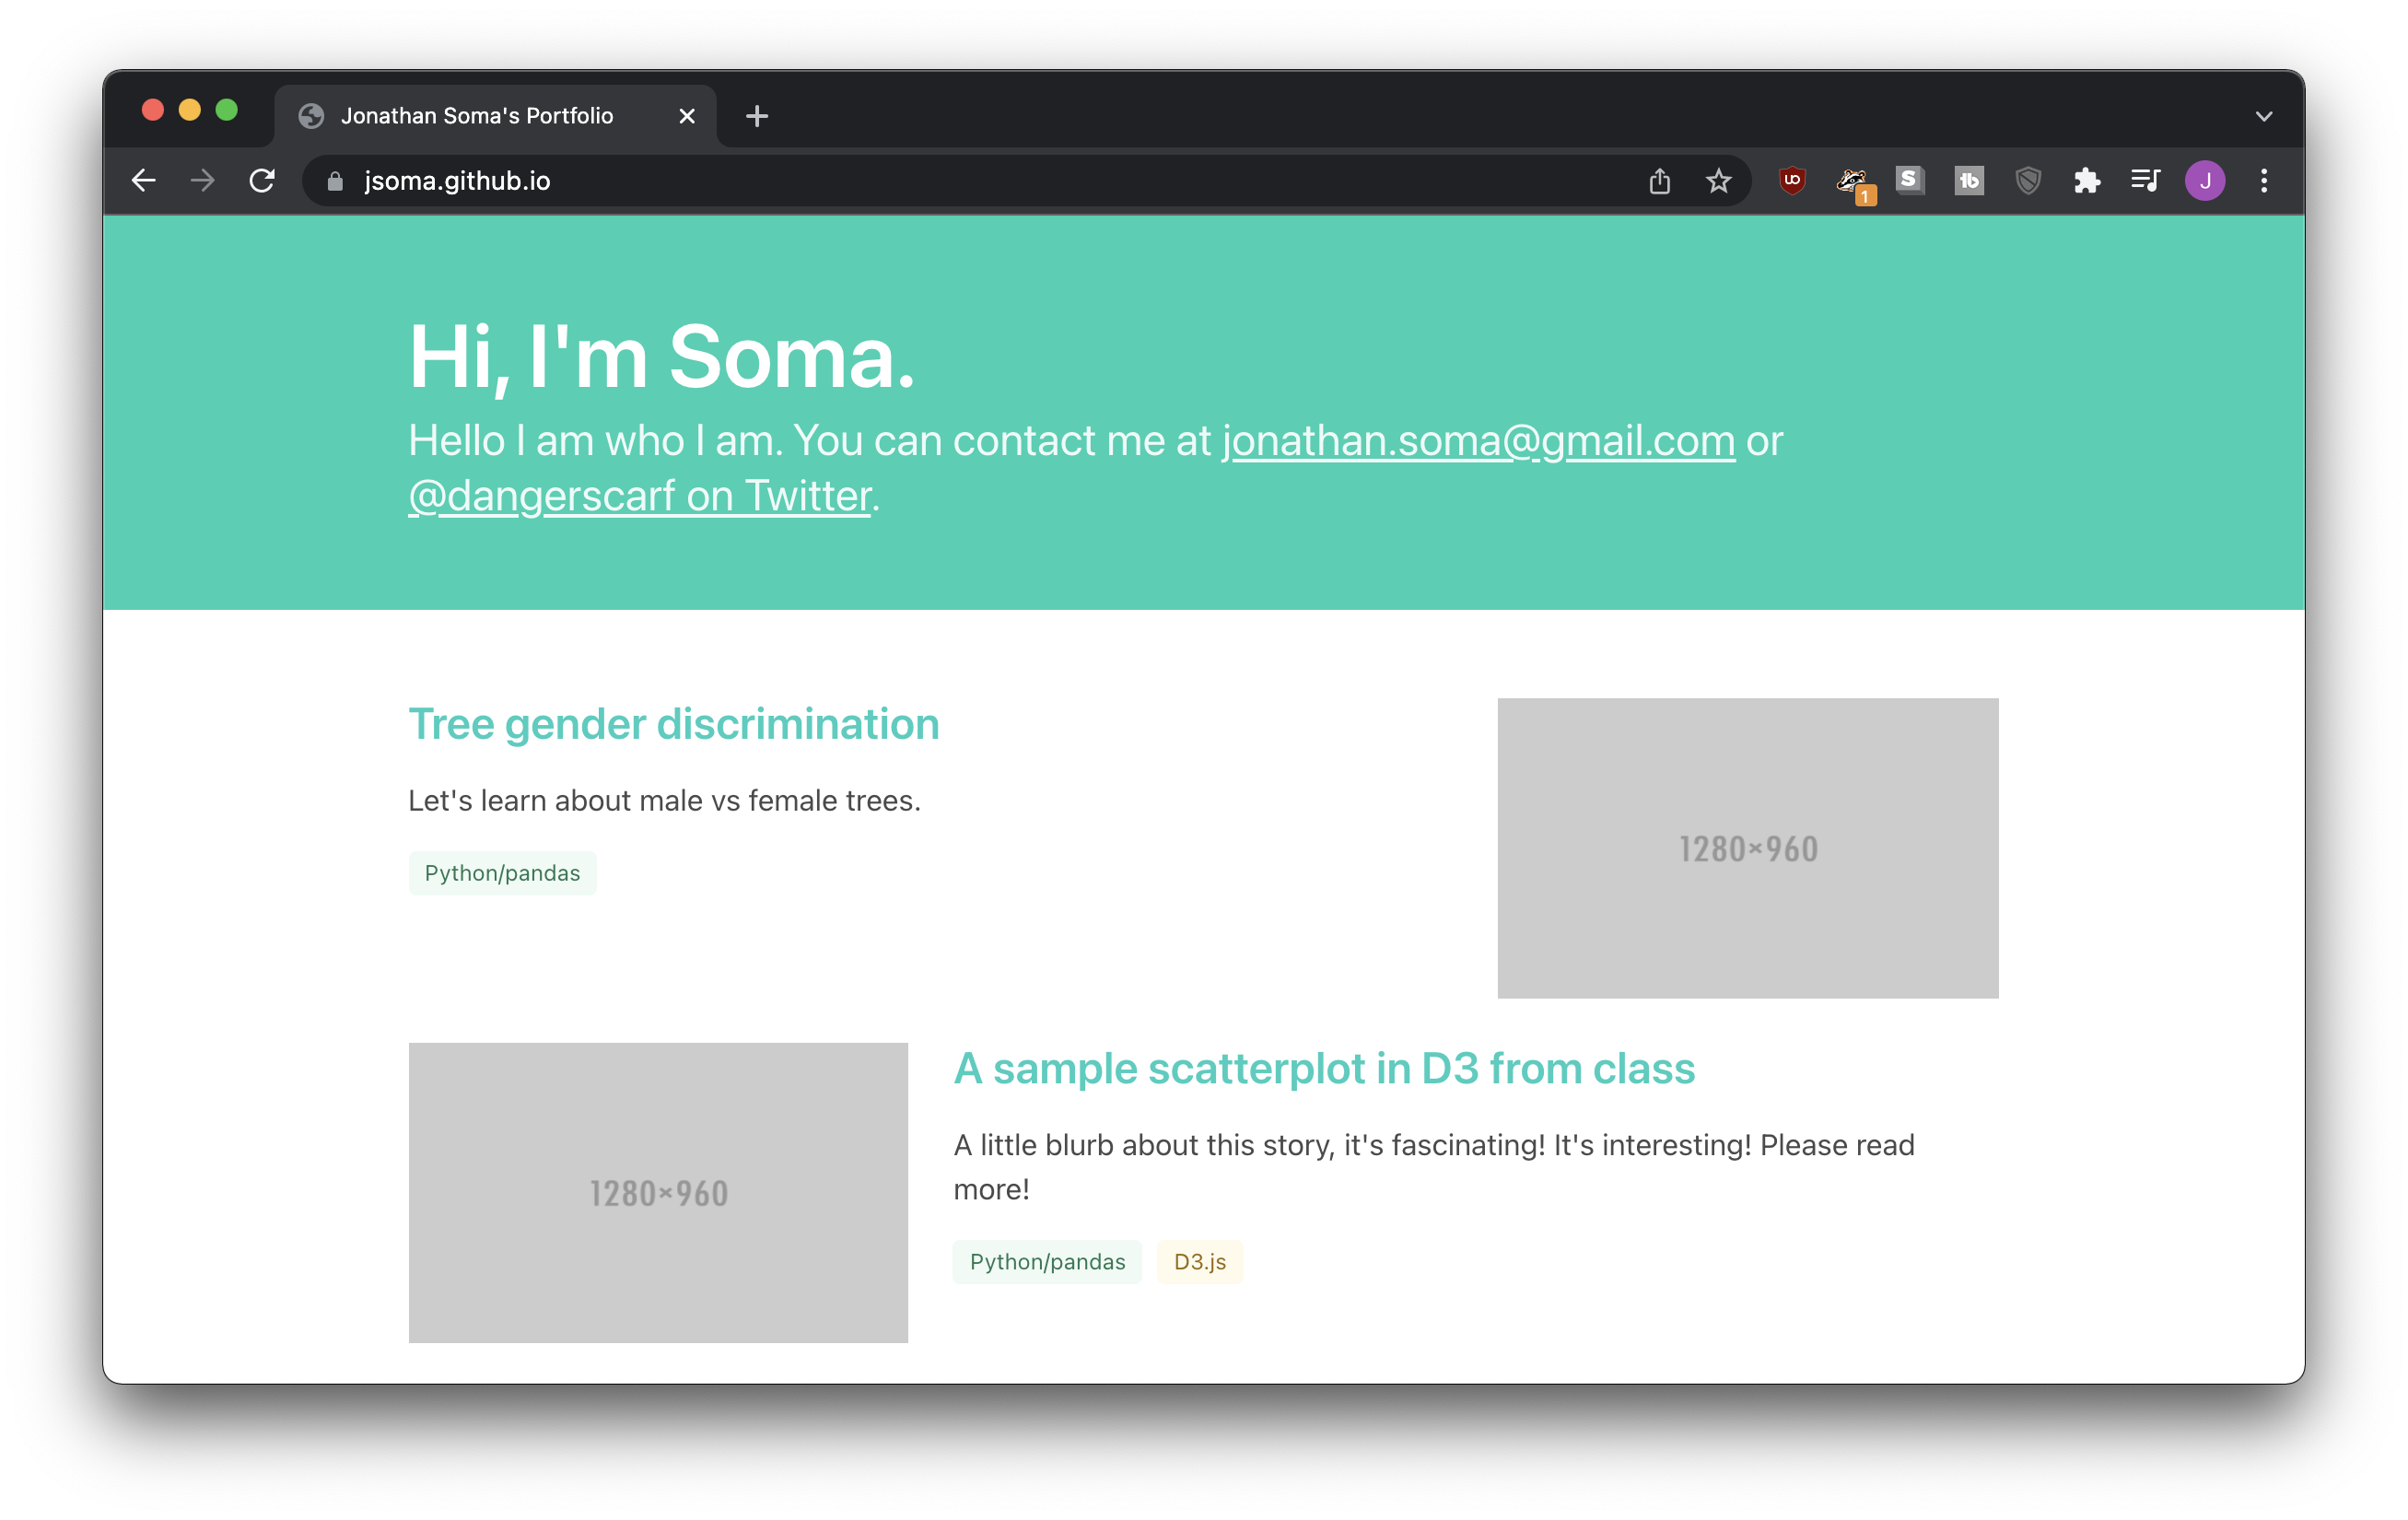 Jonathan Soma's Portfolio
jsoma.github.io
1
S
tb
J
Hi, I'm Soma.
Hello I am who I am. You can contact me at jonathan.soma@gmail.com or
@dangerscarf on Twitter.
Tree gender discrimination
Let's learn about male vs female trees.
Python/pandas
1280×960
1280×960
A sample scatterplot in D3 from class
A little blurb about this story, it's fascinating! It's interesting! Please read
more!
Python/pandas D3.js